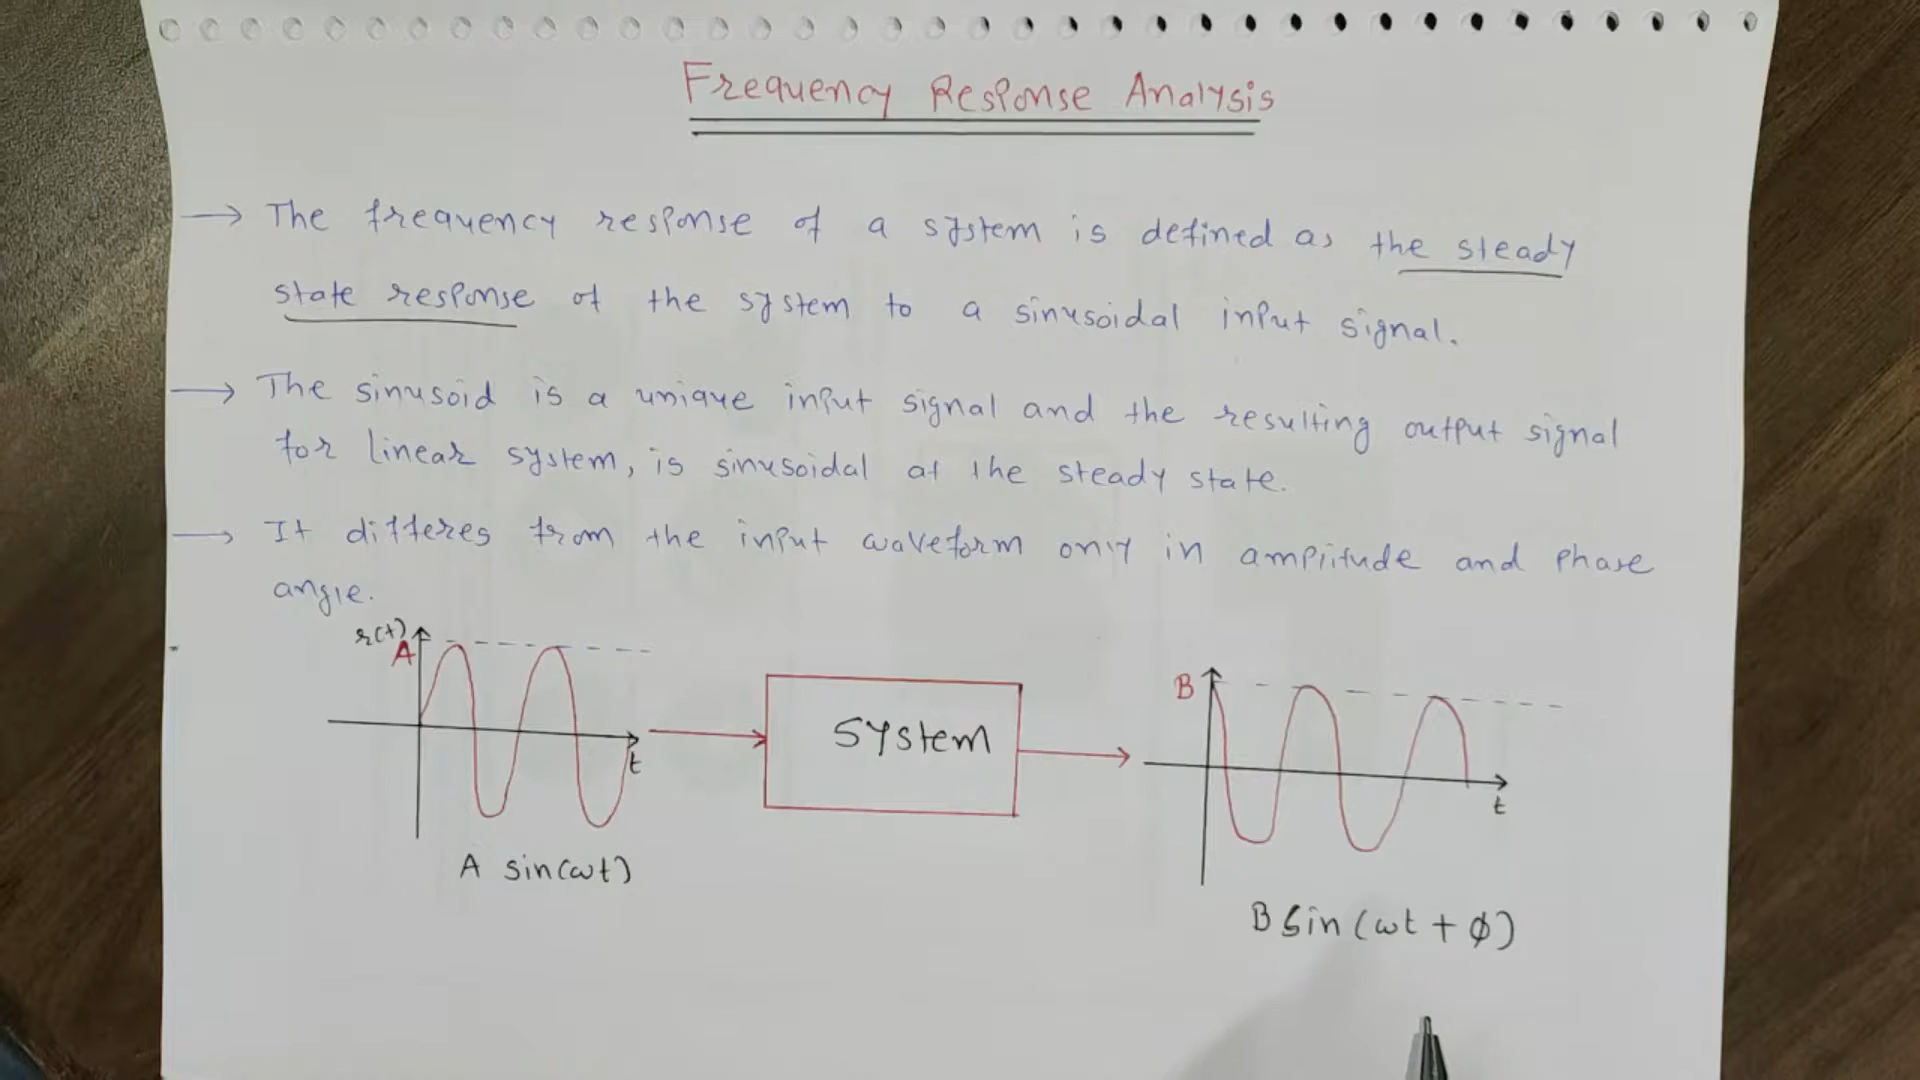 Frequency Response Analysis
→ The frequency response of a system is defined as the steady
state response of the system to a sinusoidal input signal.
→ The sinusoid is a unique input signal and the resulting output signal
for linear system, is sinusoidal at the steady state.
→ It differes from the input waveform only in amplitude and phase
angle.
r(t)
A
t
A sin(ωt)
System
B
t
B Sin (ωt + φ)